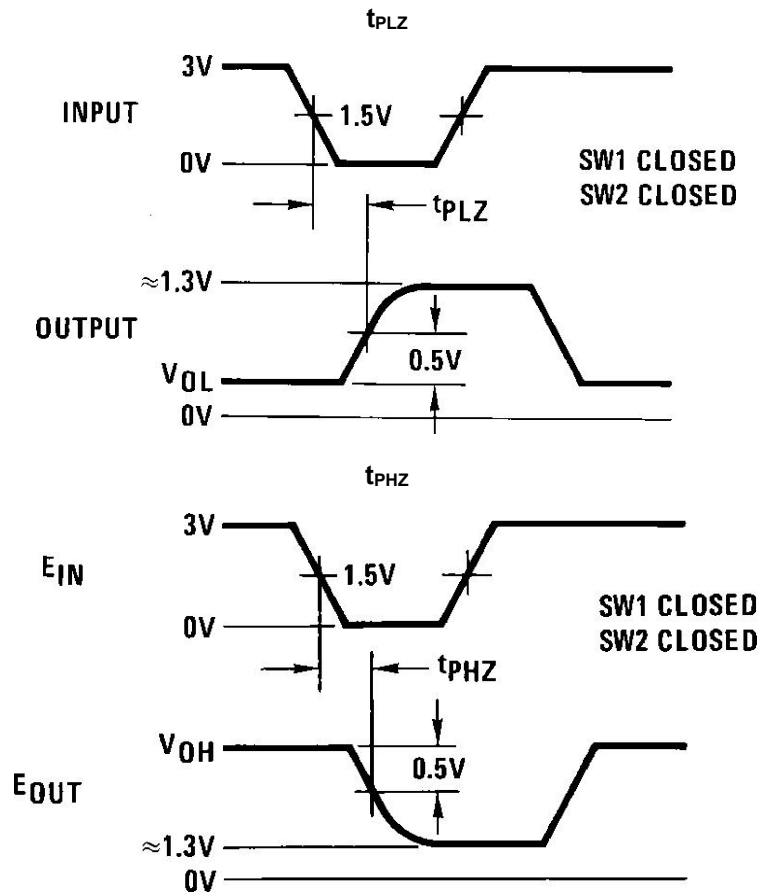 tPLZ
3V
INPUT
1.5V
0V
SW1 CLOSED
SW2 CLOSED
tPLZ
≈1.3V
OUTPUT
0.5V
VOL
0V
tPHZ
3V
EIN
1.5V
0V
SW1 CLOSED
SW2 CLOSED
tPHZ
VOH
0.5V
EOUT
≈1.3V
0V